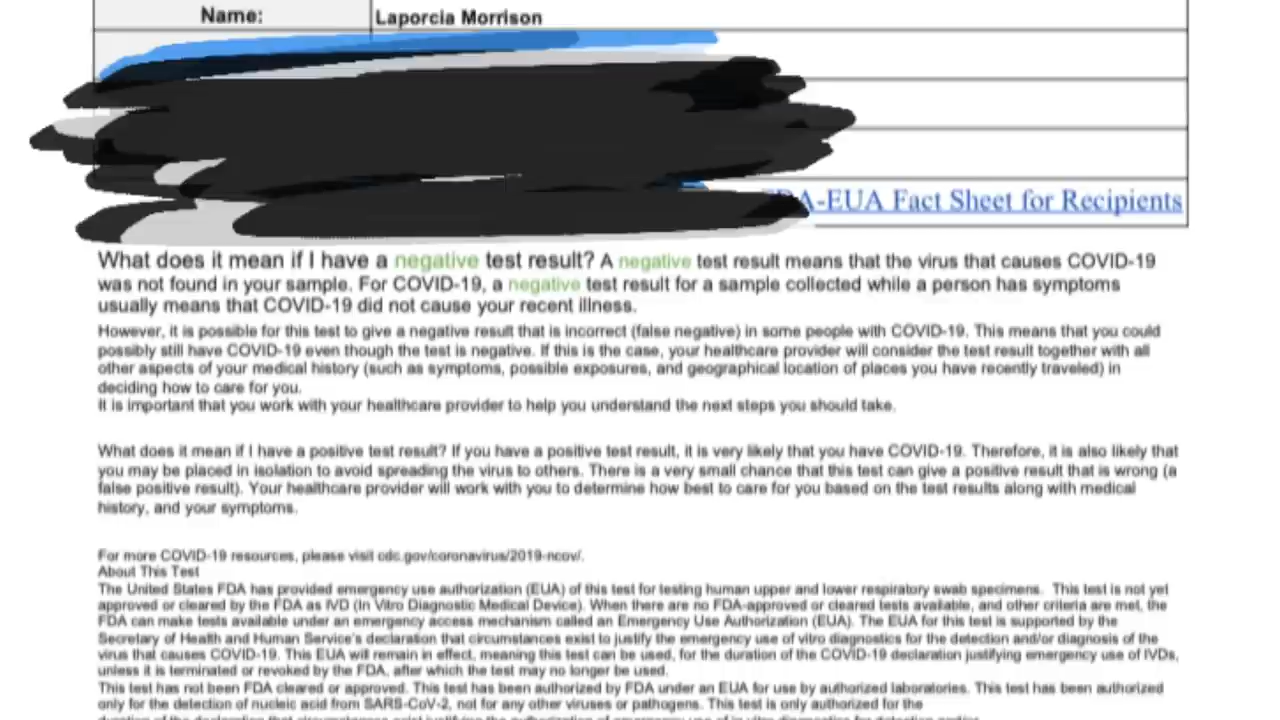 Name: Laporcia Morrison
A-EUA Fact Sheet for Recipients
What does it mean if I have a negative test result? A negative test result means that the virus that causes COVID-19
was not found in your sample. For COVID-19, a negative test result for a sample collected while a person has symptoms
usually means that COVID-19 did not cause your recent illness.
However, it is possible for this test to give a negative result that is incorrect (false negative) in some people with COVID-19. This means that you could
possibly still have COVID-19 even though the test is negative. If this is the case, your healthcare provider will consider the test result together with all
other aspects of your medical history (such as symptoms, possible exposures, and geographical location of places you have recently traveled) in
deciding how to care for you.
It is important that you work with your healthcare provider to help you understand the next steps you should take.
What does it mean if I have a positive test result? If you have a positive test result, it is very likely that you have COVID-19. Therefore, it is also likely that
you may be placed in isolation to avoid spreading the virus to others. There is a very small chance that this test can give a positive result that is wrong (a
false positive result). Your healthcare provider will work with you to determine how best to care for you based on the test results along with medical
history, and your symptoms.
For more COVID-19 resources, please visit cdc.gov/coronavirus/2019-ncov/.
About This Test
The United States FDA has provided emergency use authorization (EUA) of this test for testing human upper and lower respiratory swab specimens. This test is not yet
approved or cleared by the FDA as IVD (In Vitro Diagnostic Medical Device). When there are no FDA-approved or cleared tests available, and other criteria are met, the
FDA can make tests available under an emergency access mechanism called an Emergency Use Authorization (EUA). The EUA for this test is supported by the
Secretary of Health and Human Service's declaration that circumstances exist to justify the emergency use of vitro diagnostics for the detection and/or diagnosis of the
virus that causes COVID-19. This EUA will remain in effect, meaning this test can be used, for the duration of the COVID-19 declaration justifying emergency use of IVDs,
unless it is terminated or revoked by the FDA, after which the test may no longer be used.
This test has not been FDA cleared or approved. This test has been authorized by FDA under an EUA for use by authorized laboratories. This test has been authorized
only for the detection of nucleic acid from SARS-CoV-2, not for any other viruses or pathogens. This test is only authorized for the